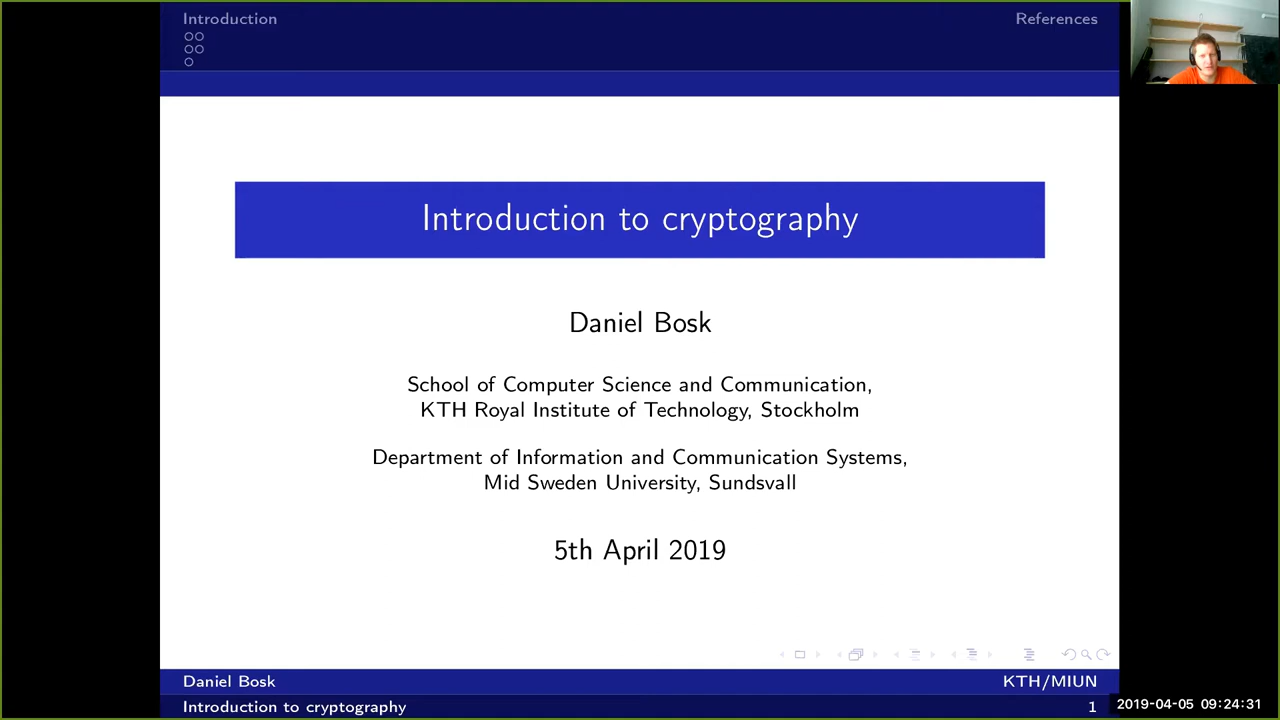 Introduction
References
Introduction to cryptography
Daniel Bosk
School of Computer Science and Communication,
KTH Royal Institute of Technology, Stockholm
Department of Information and Communication Systems,
Mid Sweden University, Sundsvall
5th April 2019
Daniel Bosk
KTH/MIUN
Introduction to cryptography
1
2019-04-05 09:24:31